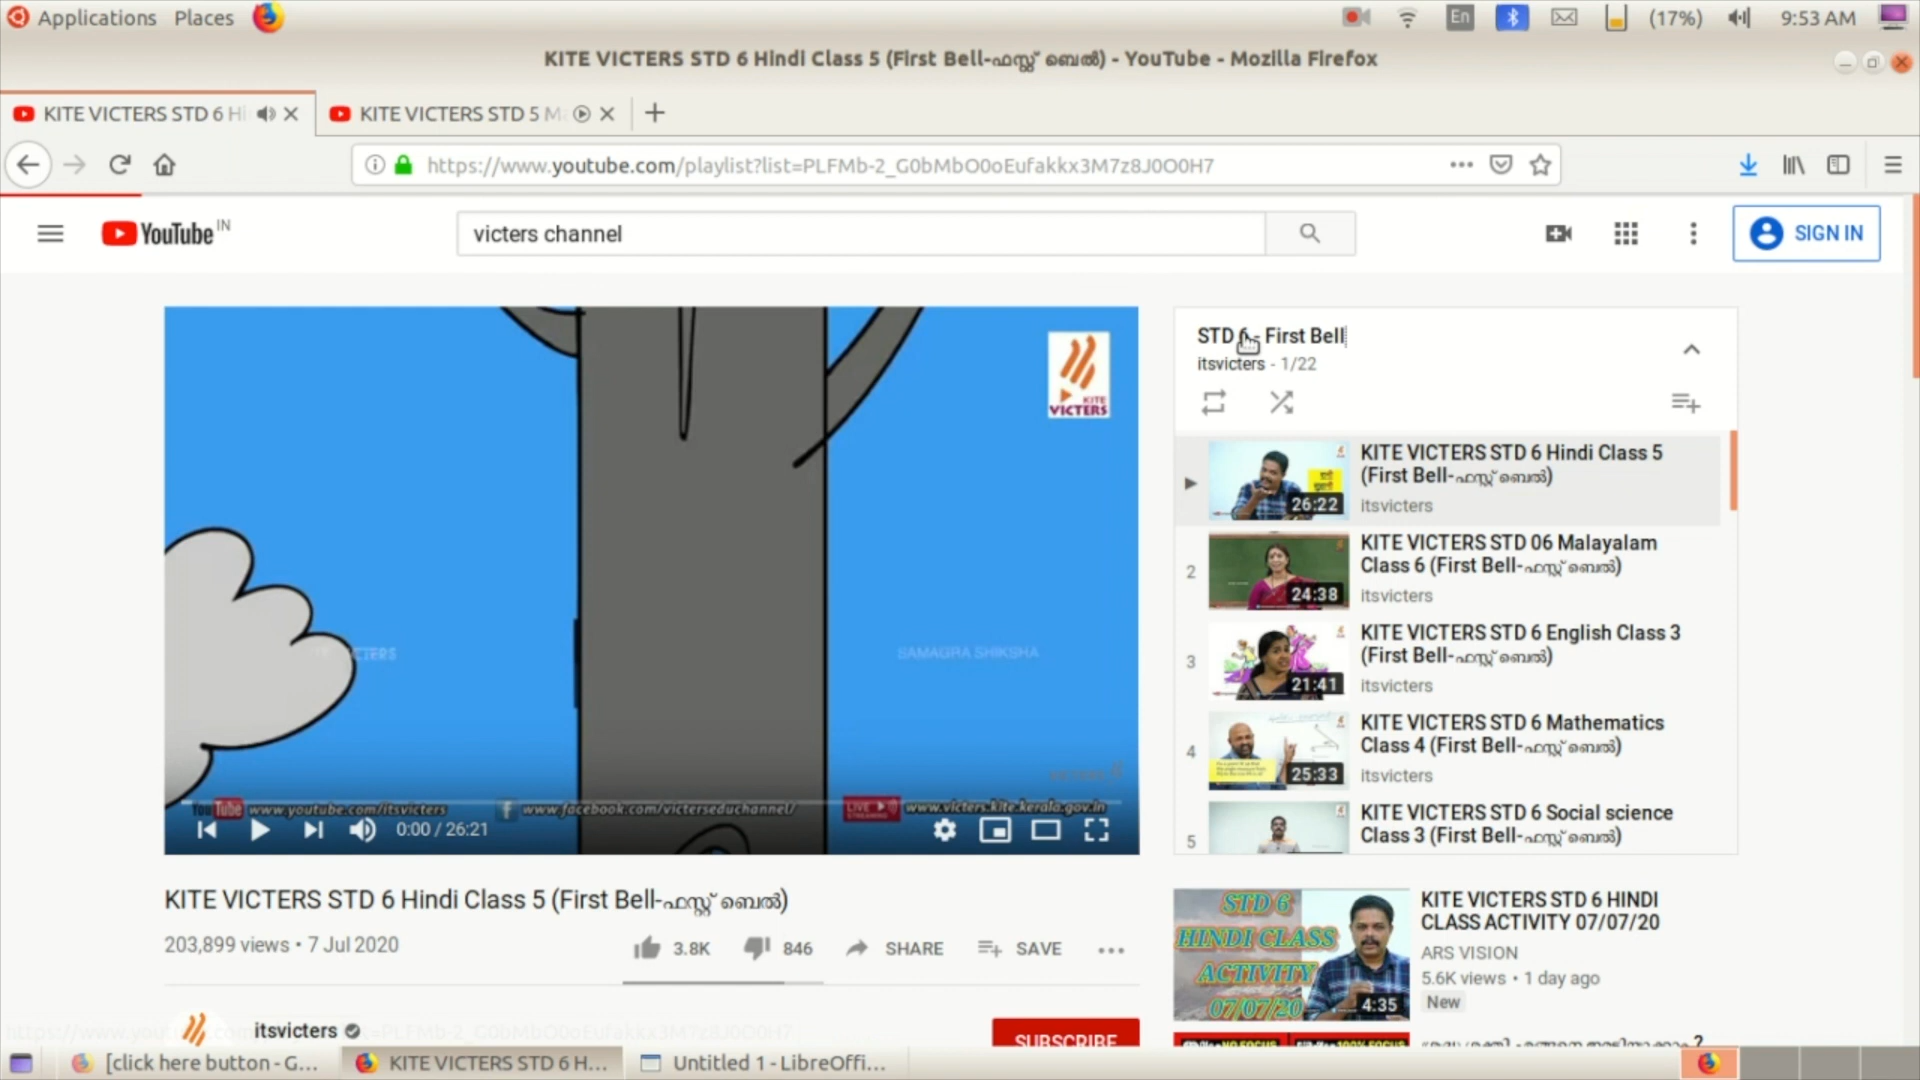 Applications Places En (17%) 9:53 AM
KITE VICTERS STD 6 Hindi Class 5 (First Bell-ഫസ്റ്റ് ബെൽ) - YouTube - Mozilla Firefox
KITE VICTERS STD 6 Hi KITE VICTERS STD 5 M
https://www.youtube.com/playlist?list=PLFMb-2_G0bMbO0oEufakkx3M7z8J0O0H7
YouTube IN victers channel SIGN IN
STD 6 - First Bell
itsvicters - 1/22
KITE VICTERS
KITE VICTERS STD 6 Hindi Class 5
(First Bell-ഫസ്റ്റ് ബെൽ)
26:22
itsvicters
2
KITE VICTERS STD 06 Malayalam
Class 6 (First Bell-ഫസ്റ്റ് ബെൽ)
24:38
itsvicters
3
KITE VICTERS STD 6 English Class 3
(First Bell-ഫസ്റ്റ് ബെൽ)
21:41
itsvicters
4
KITE VICTERS STD 6 Mathematics
Class 4 (First Bell-ഫസ്റ്റ് ബെൽ)
25:33
itsvicters
5
KITE VICTERS STD 6 Social science
Class 3 (First Bell-ഫസ്റ്റ് ബെൽ)
SAMAGRA SHIKSHA
YouTube www.youtube.com/itsvicters www.facebook.com/victerseduchannel/ LIVE STREAMING www.victers.kite.kerala.gov.in
0:00 / 26:21
KITE VICTERS STD 6 Hindi Class 5 (First Bell-ഫസ്റ്റ് ബെൽ)
203,899 views • 7 Jul 2020
3.8K 846 SHARE SAVE
STD 6
HINDI CLASS
ACTIVITY
07/07/20
4:35
KITE VICTERS STD 6 HINDI
CLASS ACTIVITY 07/07/20
ARS VISION
5.6K views • 1 day ago
New
itsvicters
SUBSCRIBE
[click here button - G... KITE VICTERS STD 6 H... Untitled 1 - LibreOffi...